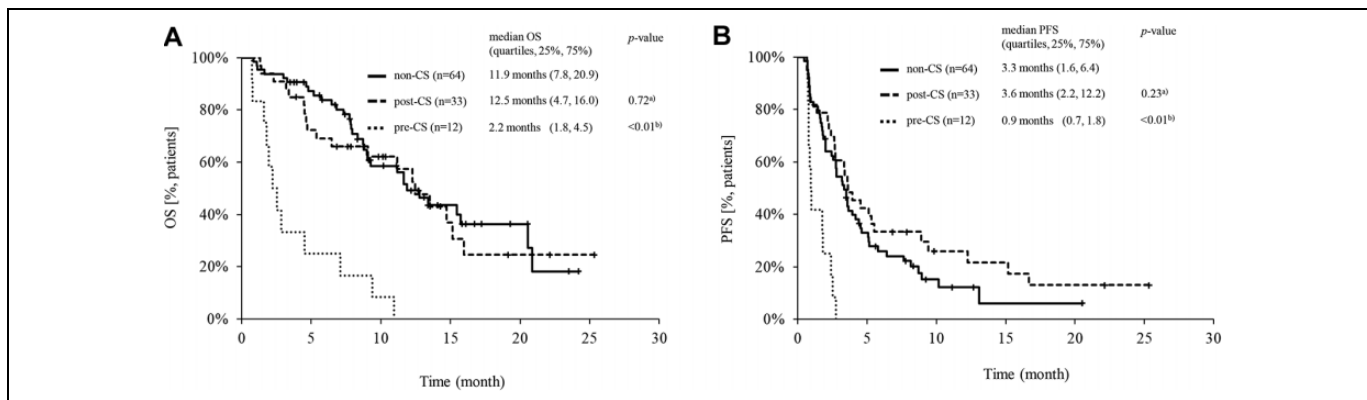 A
median OS
(quartiles, 25%, 75%)
p-value
non-CS (n=64) 11.9 months (7.8, 20.9)
post-CS (n=33) 12.5 months (4.7, 16.0) 0.72a)
pre-CS (n=12) 2.2 months (1.8, 4.5) <0.01b)
100%
80%
60%
40%
20%
0%
OS [%, patients]
0 5 10 15 20 25 30
Time (month)
B
median PFS
(quartiles, 25%, 75%)
p-value
non-CS (n=64) 3.3 months (1.6, 6.4)
post-CS (n=33) 3.6 months (2.2, 12.2) 0.23a)
pre-CS (n=12) 0.9 months (0.7, 1.8) <0.01b)
100%
80%
60%
40%
20%
0%
PFS [%, patients]
0 5 10 15 20 25 30
Time (month)